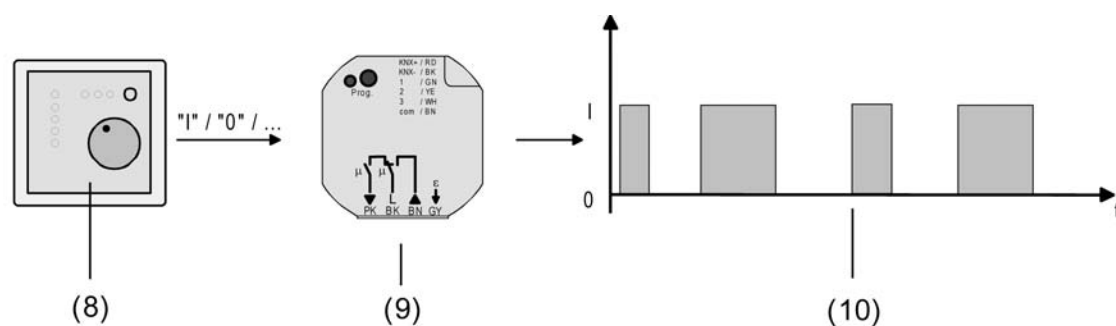 "I" / "0" / ...
KNX+ / RD
KNX- / BK
1 / GN
2 / YE
3 / WH
com / BN
Prog.
µ µ ε
L
PK BK BN GY
I
0
t
(8)
(9)
(10)